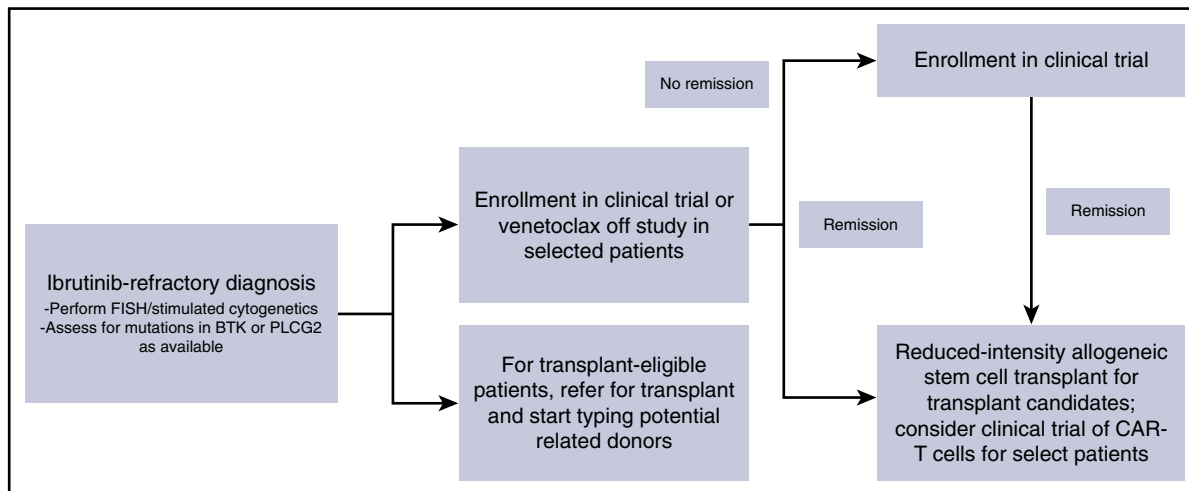 Ibrutinib-refractory diagnosis
-Perform FISH/stimulated cytogenetics
-Assess for mutations in BTK or PLCG2
as available
Enrollment in clinical trial or
venetoclax off study in
selected patients
For transplant-eligible
patients, refer for transplant
and start typing potential
related donors
No remission
Remission
Enrollment in clinical trial
Remission
Reduced-intensity allogeneic
stem cell transplant for
transplant candidates;
consider clinical trial of CAR-
T cells for select patients